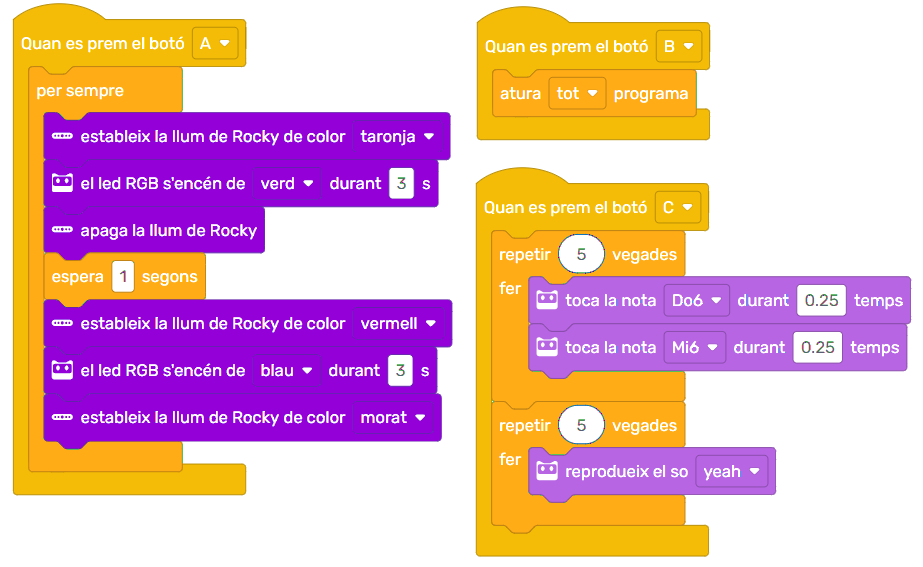 Quan es prem el botó A
per sempre
estableix la llum de Rocky de color taronja
el led RGB s'encén de verd durant 3 s
apaga la llum de Rocky
espera 1 segons
estableix la llum de Rocky de color vermell
el led RGB s'encén de blau durant 3 s
estableix la llum de Rocky de color morat
Quan es prem el botó B
atura tot programa
Quan es prem el botó C
repetir 5 vegades
fer
toca la nota Do6 durant 0.25 temps
toca la nota Mi6 durant 0.25 temps
repetir 5 vegades
fer
reprodueix el so yeah